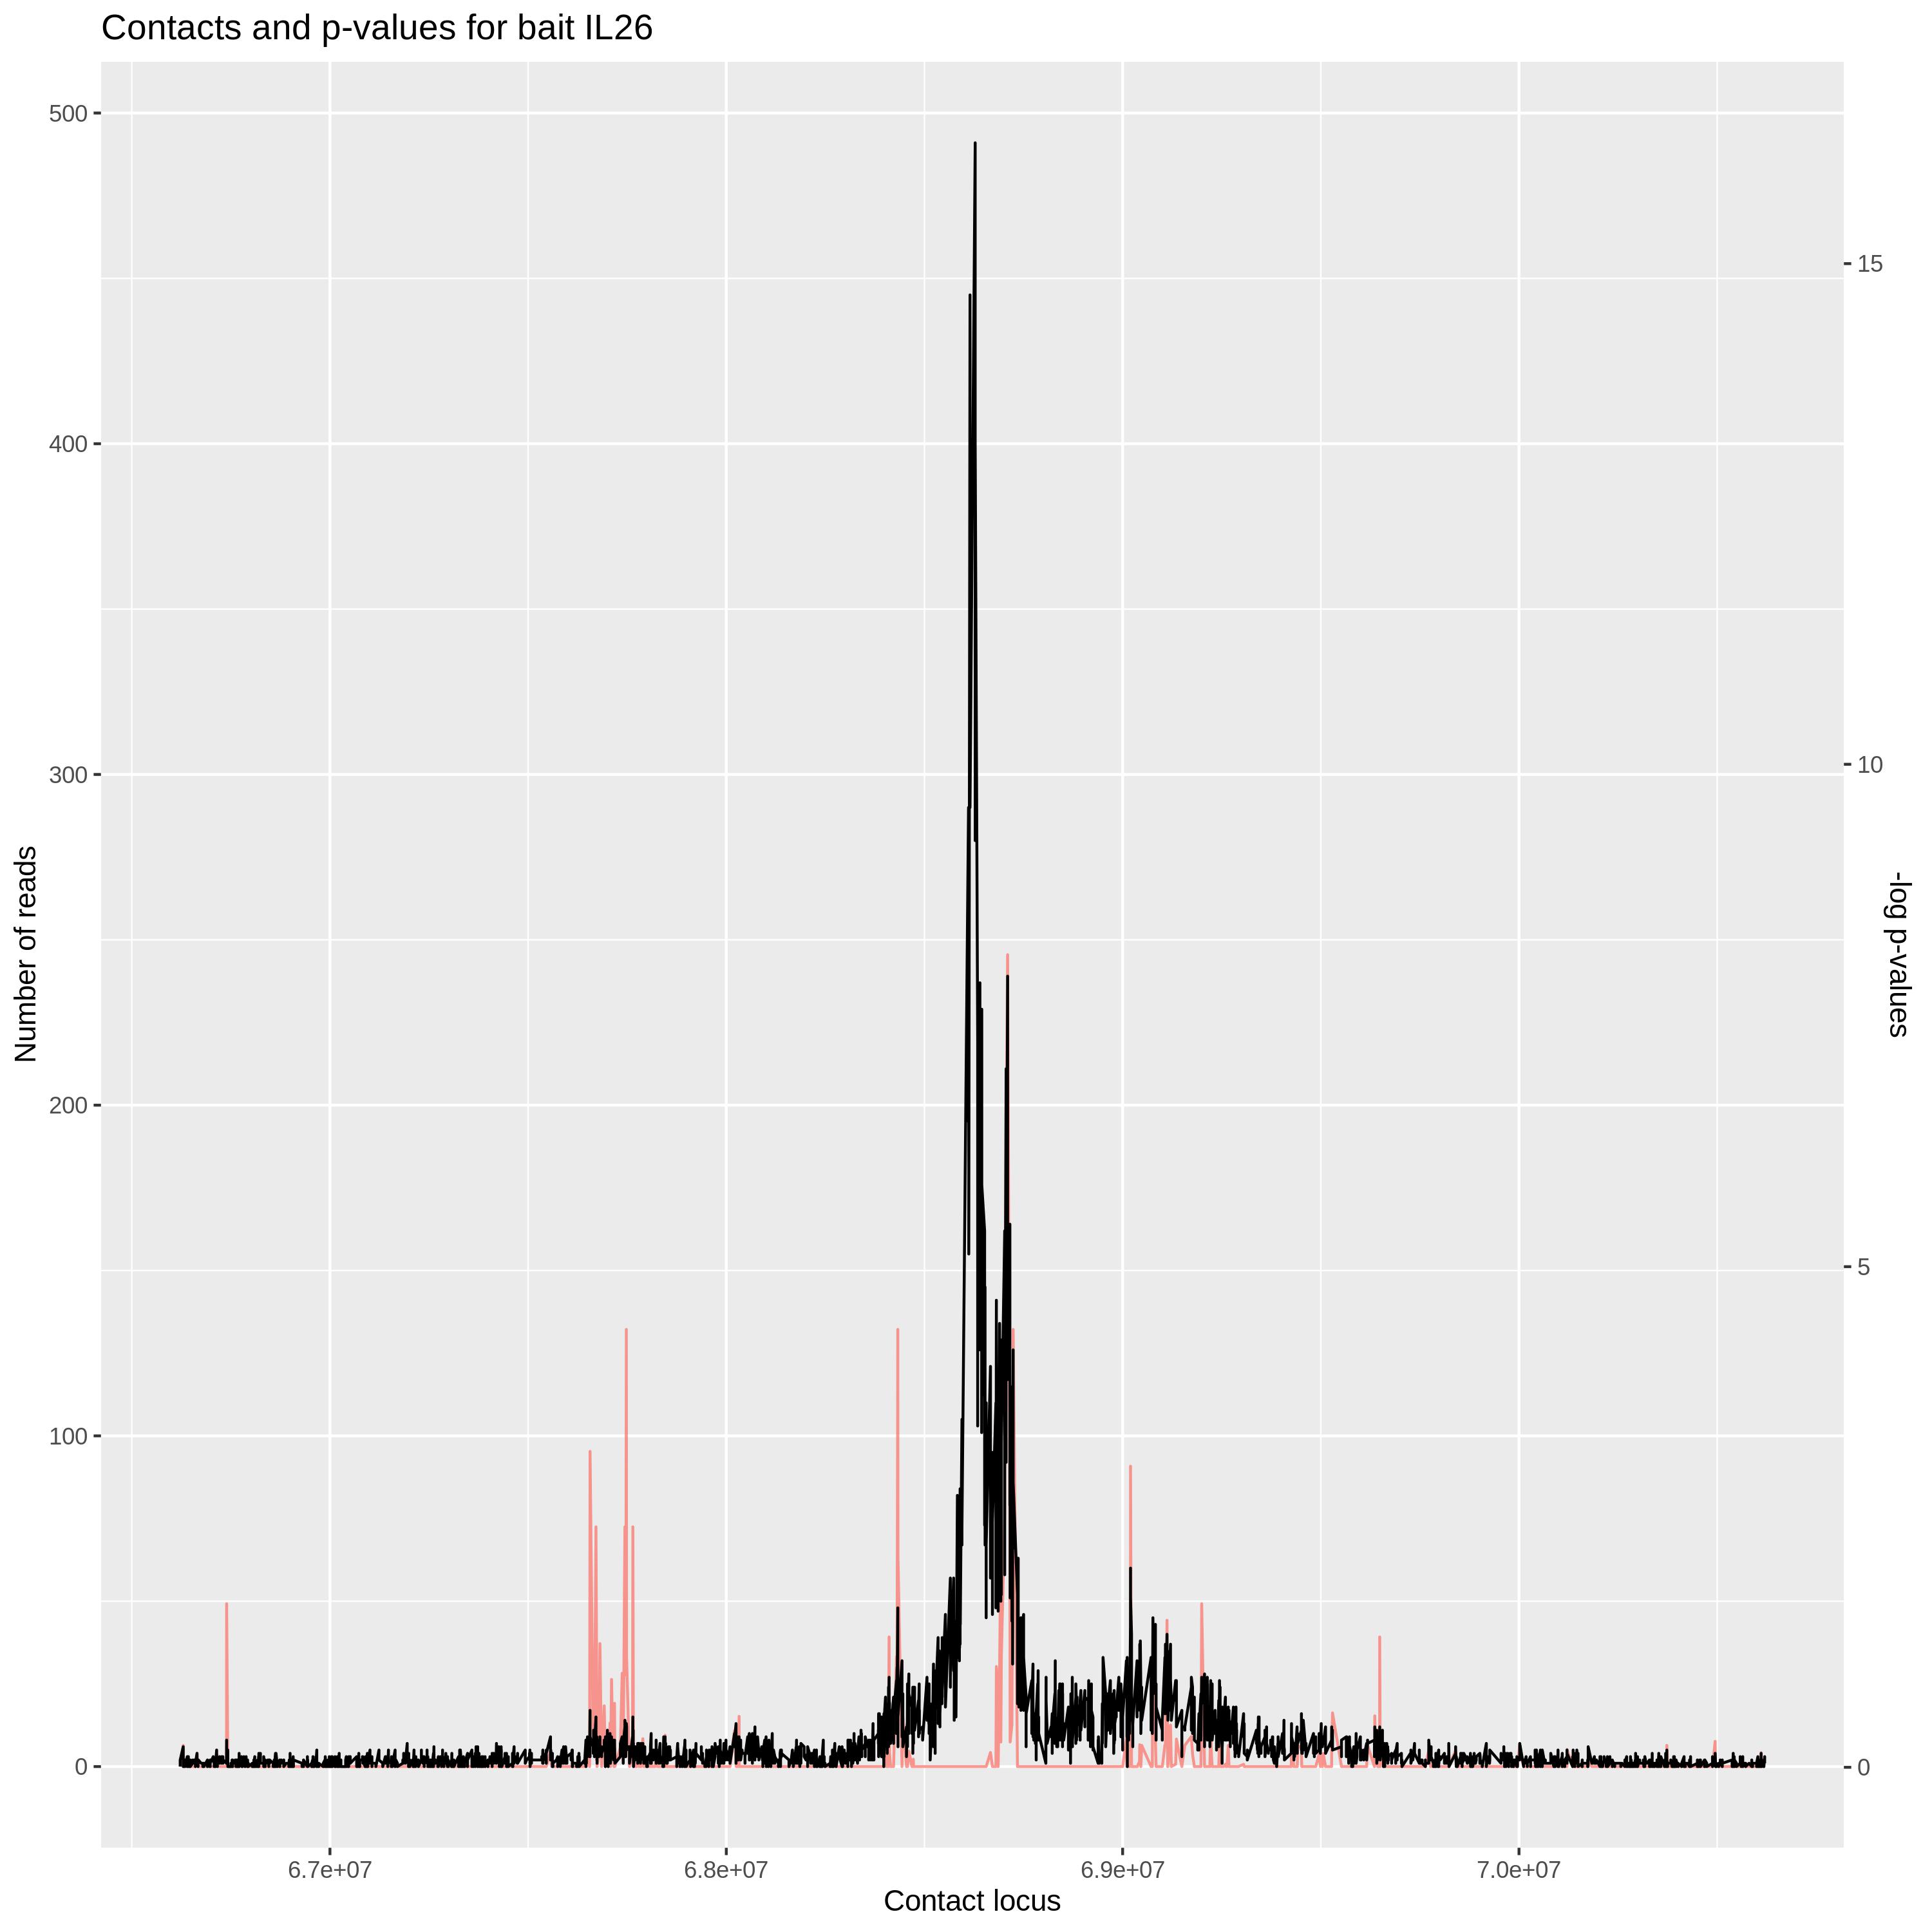 Contacts and p-values for bait IL26
500
400
300
200
100
0
Number of reads
15
10
5
0
-log p-values
6.7e+07
6.8e+07
6.9e+07
7.0e+07
Contact locus